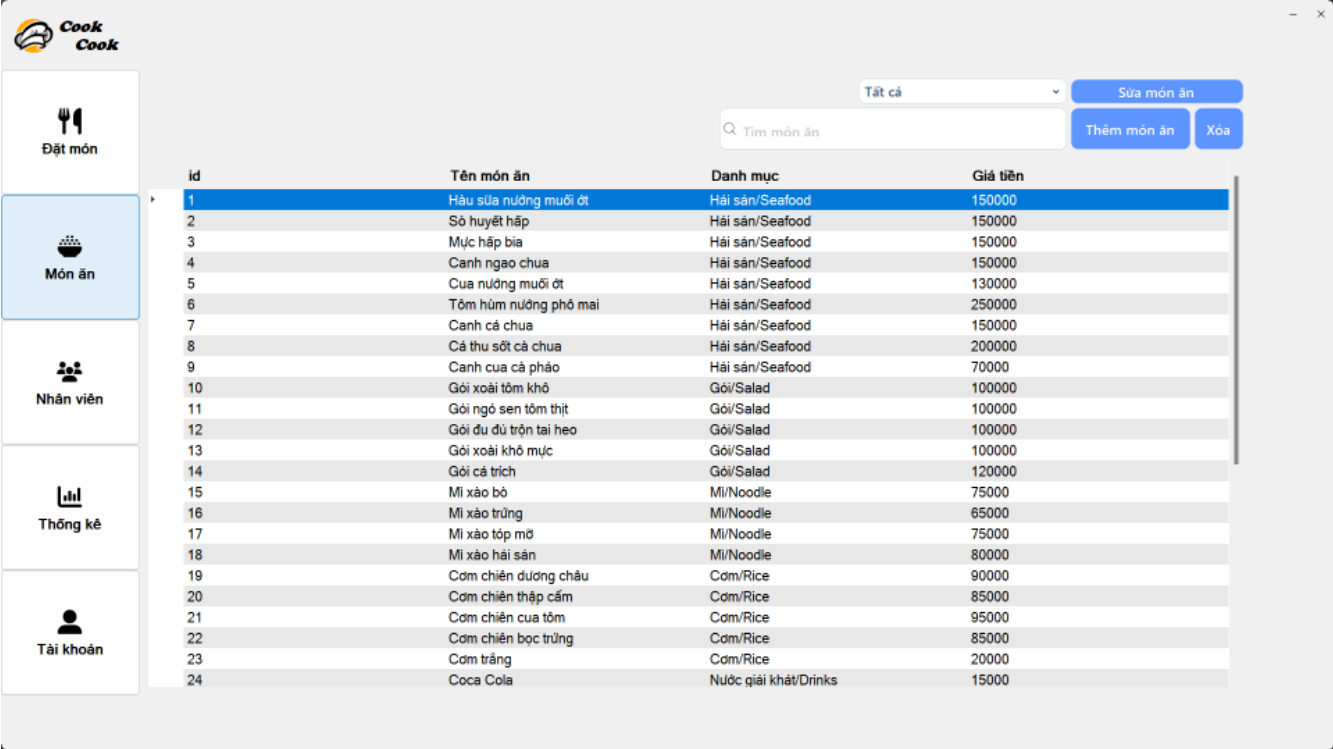 Cook
Cook
Đặt món
Món ăn
Nhân viên
Thống kê
Tài khoản
Tất cả
Sửa món ăn
Tìm món ăn
Thêm món ăn
Xóa
id Tên món ăn Danh mục Giá tiền
1 Hàu sữa nướng muối ớt Hải sản/Seafood 150000
2 Sò huyết hấp Hải sản/Seafood 150000
3 Mực hấp bia Hải sản/Seafood 150000
4 Canh ngao chua Hải sản/Seafood 150000
5 Cua nướng muối ớt Hải sản/Seafood 130000
6 Tôm hùm nướng phô mai Hải sản/Seafood 250000
7 Canh cá chua Hải sản/Seafood 150000
8 Cá thu sốt cà chua Hải sản/Seafood 200000
9 Canh cua cà pháo Hải sản/Seafood 70000
10 Gỏi xoài tôm khô Gỏi/Salad 100000
11 Gỏi ngó sen tôm thịt Gỏi/Salad 100000
12 Gỏi đu đủ trộn tai heo Gỏi/Salad 100000
13 Gỏi xoài khô mực Gỏi/Salad 100000
14 Gỏi cá trích Gỏi/Salad 120000
15 Mì xào bò Mì/Noodle 75000
16 Mì xào trứng Mì/Noodle 65000
17 Mì xào tóp mỡ Mì/Noodle 75000
18 Mì xào hải sản Mì/Noodle 80000
19 Cơm chiên dương châu Cơm/Rice 90000
20 Cơm chiên thập cẩm Cơm/Rice 85000
21 Cơm chiên cua tôm Cơm/Rice 95000
22 Cơm chiên bọc trứng Cơm/Rice 85000
23 Cơm trắng Cơm/Rice 20000
24 Coca Cola Nước giải khát/Drinks 15000